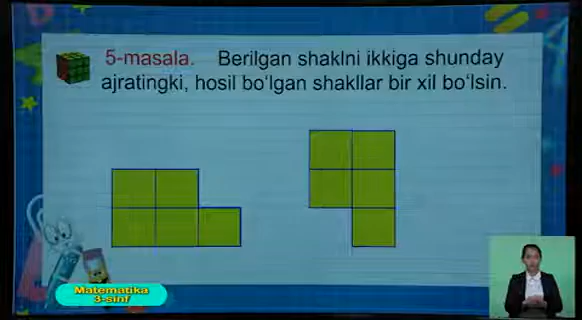 5-masala. Berilgan shaklni ikkiga shunday
ajratingki, hosil bo‘lgan shakllar bir xil bo‘lsin.
Matematika
3-sinf